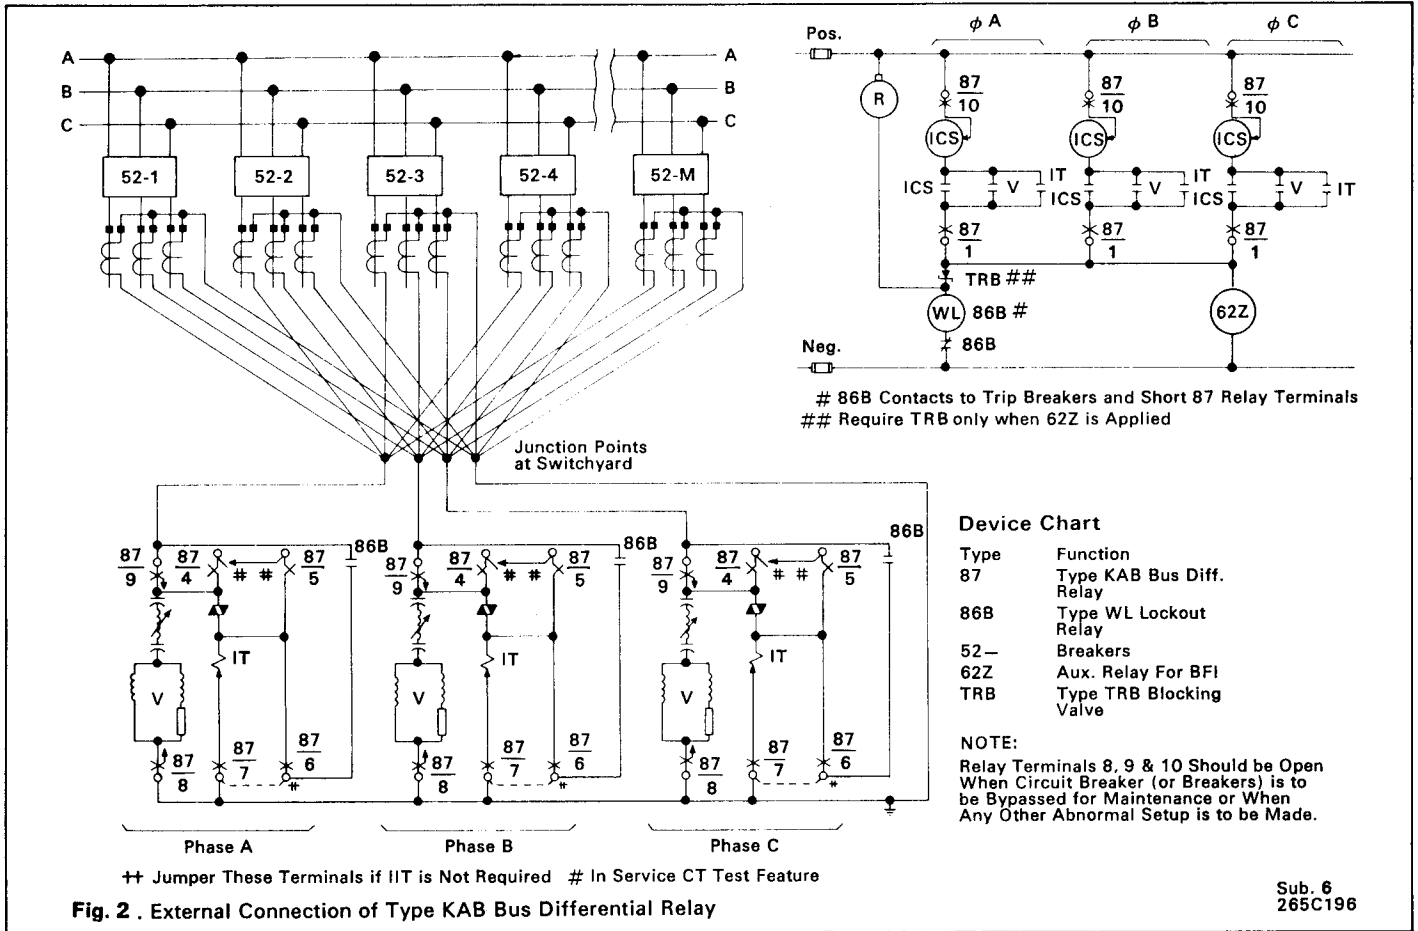 A
B
C
A
B
C
52-1
52-2
52-3
52-4
52-M
Junction Points
at Switchyard
Pos.
φ A
φ B
φ C
R
87
10
87
10
87
10
ICS
ICS
ICS
ICS
V
IT
ICS
V
IT
ICS
V
IT
87
1
87
1
87
1
TRB ##
WL
86B #
62Z
86B
Neg.
# 86B Contacts to Trip Breakers and Short 87 Relay Terminals
## Require TRB only when 62Z is Applied
87
9
87
4
# #
87
5
86B
IT
V
87
8
87
7
87
6
#
Phase A
87
9
87
4
# #
87
5
86B
IT
V
87
8
87
7
87
6
*
Phase B
87
9
87
4
# #
87
5
86B
IT
V
87
8
87
7
87
6
*
Phase C
Device Chart
Type Function
87 Type KAB Bus Diff.
Relay
86B Type WL Lockout
Relay
52– Breakers
62Z Aux. Relay For BFI
TRB Type TRB Blocking
Valve
NOTE:
Relay Terminals 8, 9 & 10 Should be Open
When Circuit Breaker (or Breakers) is to
be Bypassed for Maintenance or When
Any Other Abnormal Setup is to be Made.
++ Jumper These Terminals if IIT is Not Required # In Service CT Test Feature
Fig. 2 . External Connection of Type KAB Bus Differential Relay
Sub. 6
265C196